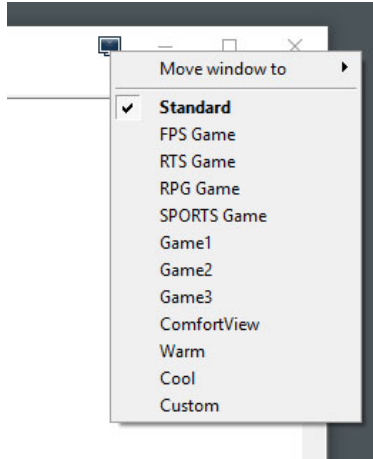 Move window to
Standard
FPS Game
RTS Game
RPG Game
SPORTS Game
Game1
Game2
Game3
ComfortView
Warm
Cool
Custom